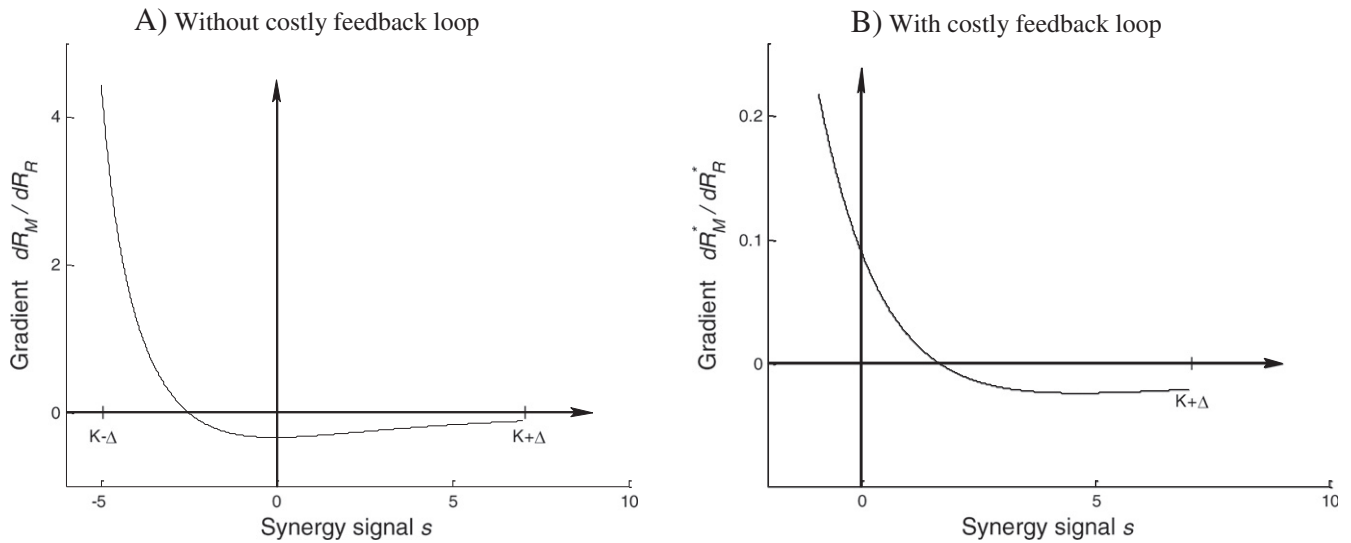 A) Without costly feedback loop
4
2
0
Gradient dR_M / dR_R
K-Δ
K+Δ
-5
0
5
10
Synergy signal s
B) With costly feedback loop
0.2
0.1
0
Gradient dR*_M / dR*_R
K+Δ
0
5
10
Synergy signal s